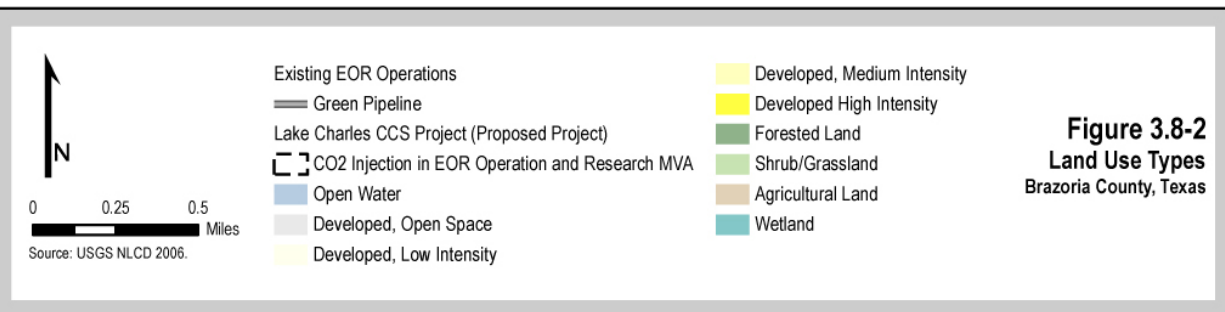 N
0 0.25 0.5
Miles
Source: USGS NLCD 2006.
Existing EOR Operations
Green Pipeline
Lake Charles CCS Project (Proposed Project)
CO2 Injection in EOR Operation and Research MVA
Open Water
Developed, Open Space
Developed, Low Intensity
Developed, Medium Intensity
Developed High Intensity
Forested Land
Shrub/Grassland
Agricultural Land
Wetland
Figure 3.8-2
Land Use Types
Brazoria County, Texas